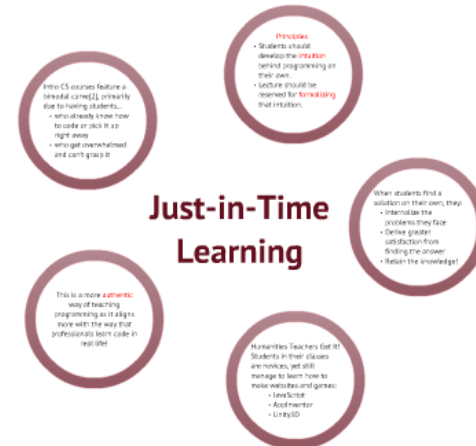 Just-in-Time
Learning
Principles
• Students should
develop the intuition
behind programming on
their own.
• Lecture should be
reserved for formalizing
that intuition.
Intro CS courses feature a
bimodal curve[2], primarily
due to having students...
• who already know how
to code or pick it up
right away
• who get overwhelmed
and can't grasp it
When students find a
solution on their own, they:
• Internalize the
problems they face
• Derive greater
satisfaction from
finding the answer
• Retain the knowledge!
This is a more authentic
way of teaching
programming as it aligns
more with the way that
professionals learn code in
real life!
Humanities Teachers Get It!
Students in their classes
are novices, yet still
manage to learn how to
make websites and games:
• JavaScript
• AppInventor
• Unity3D